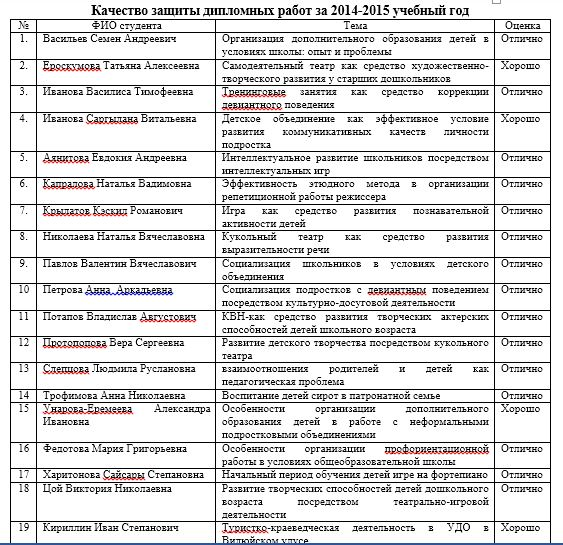 Качество защиты дипломных работ за 2014-2015 учебный год
№ ФИО студента Тема Оценка
1. Васильев Семен Андреевич Организация дополнительного образования детей в Отлично
условиях школы: опыт и проблемы
2. Ероскумова Татьяна Алексеевна Самодеятельный театр как средство художественно- Хорошо
творческого развития у старших дошкольников
3. Иванова Василиса Тимофеевна Тренинговые занятия как средство коррекции Отлично
девиантного поведения
4. Иванова Саргылана Витальевна Детское объединение как эффективное условие Хорошо
развития коммуникативных качеств личности
подростка
5. Аянитова Евдокия Андреевна Интеллектуальное развитие школьников посредством Отлично
интеллектуальных игр
6. Капралова Наталья Вадимовна Эффективность этюдного метода в организации Отлично
репетиционной работы режиссера
7. Крылатов Кэскил Романович Игра как средство развития познавательной Отлично
активности детей
8. Николаева Наталья Вячеславовна Кукольный театр как средство развития Отлично
выразительности речи
9. Павлов Валентин Вячеславович Социализация школьников в условиях детского Отлично
объединения
10 Петрова Анна Аркадьевна Социализация подростков с девиантным поведением Отлично
посредством культурно-досуговой деятельности
11 Потапов Владислав Августович КВН-как средство развития творческих актерских Отлично
способностей детей школьного возраста
12 Протопопова Вера Сергеевна Развитие детского творчества посредством кукольного Отлично
театра
13 Слепцова Людмила Руслановна взаимоотношения родителей и детей как Отлично
педагогическая проблема
14 Трофимова Анна Николаевна Воспитание детей сирот в патронатной семье Отлично
15 Унарова-Еремеева Александра Особенности организации дополнительного Хорошо
Ивановна образования детей в работе с неформальными
подростковыми объединениями
16 Федотова Мария Григорьевна Особенности организации профориентационной Отлично
работы в условиях общеобразовательной школы
17 Харитонова Сайсары Степановна Начальный период обучения детей игре на фортепиано Отлично
18 Цой Виктория Николаевна Развитие творческих способностей детей дошкольного Отлично
возраста посредством театрально-игровой
деятельности
19 Кириллин Иван Степанович Туристко-краеведческая деятельность в УДО в Хорошо
Вилюйском улусе